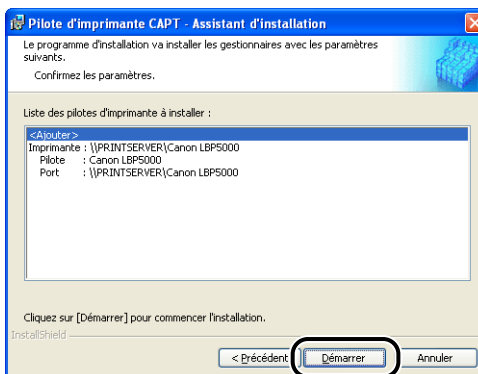 Pilote d'imprimante CAPT - Assistant d'installation
Le programme d'installation va installer les gestionnaires avec les paramètres
suivants.
Confirmez les paramètres.
Liste des pilotes d'imprimante à installer :
<Ajouter>
Imprimante : \\PRINTSERVER\Canon LBP5000
Pilote : Canon LBP5000
Port : \\PRINTSERVER\Canon LBP5000
Cliquez sur [Démarrer] pour commencer l'installation.
InstallShield
< Précédent Démarrer Annuler